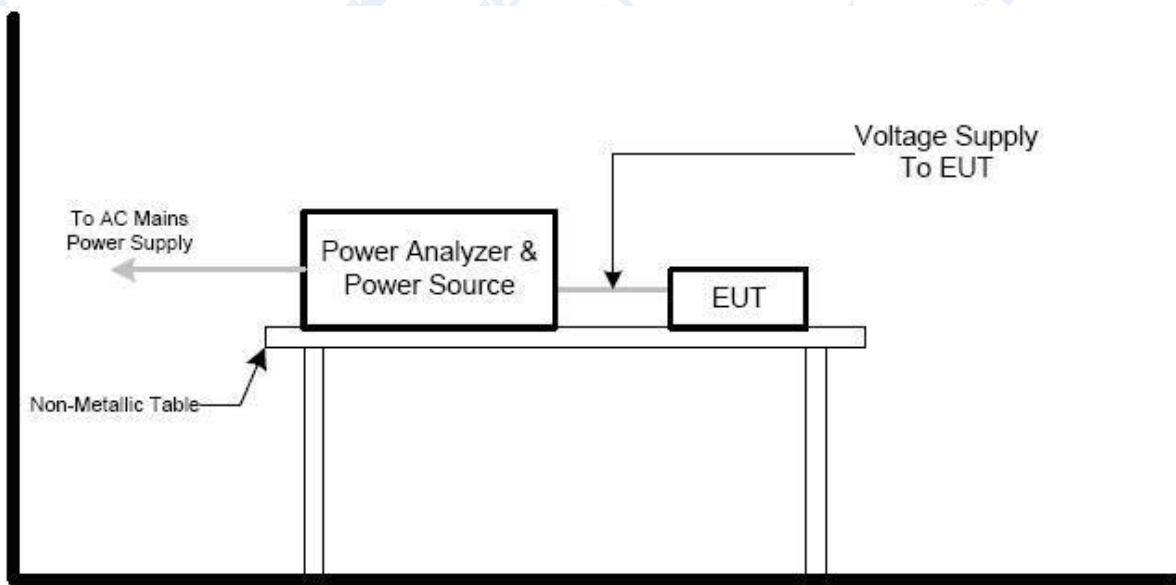 Voltage Supply
To EUT
To AC Mains
Power Supply
Power Analyzer &
Power Source
EUT
Non-Metallic Table